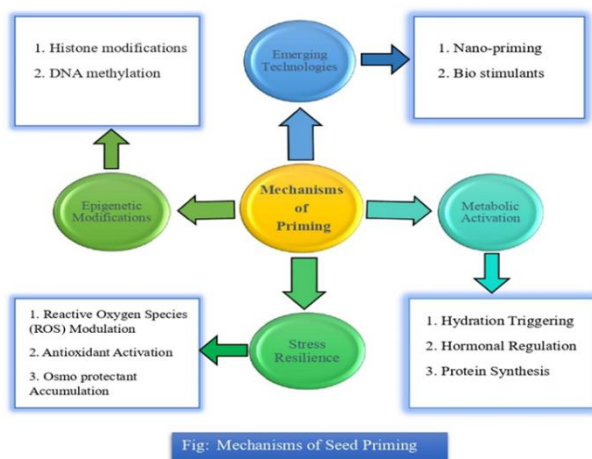 1. Histone modifications
2. DNA methylation
Emerging
Technologies
1. Nano-priming
2. Bio stimulants
Epigenetic
Modifications
Mechanisms
of
Priming
Metabolic
Activation
1. Reactive Oxygen Species
(ROS) Modulation
2. Antioxidant Activation
3. Osmo protectant
Accumulation
Stress
Resilience
1. Hydration Triggering
2. Hormonal Regulation
3. Protein Synthesis
Fig: Mechanisms of Seed Priming